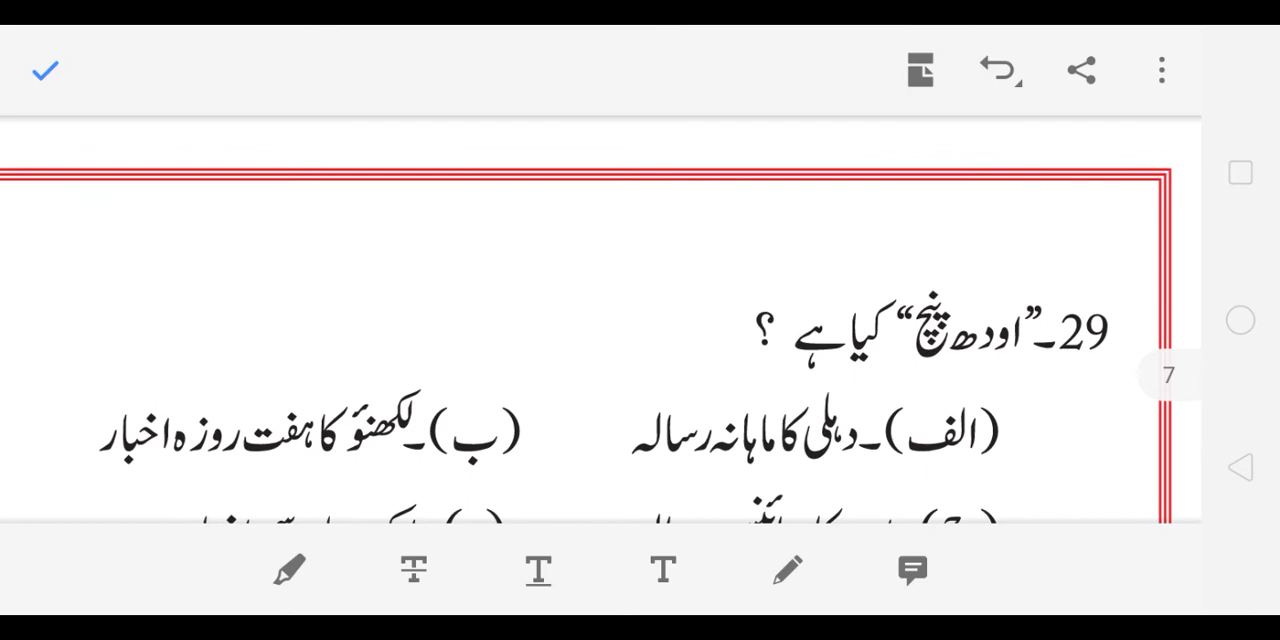 29۔”اودھ پنچ“ کیا ہے ؟
(الف)۔دہلی کا ماہانہ رسالہ (ب)۔لکھنؤ کا ہفت روزہ اخبار
7